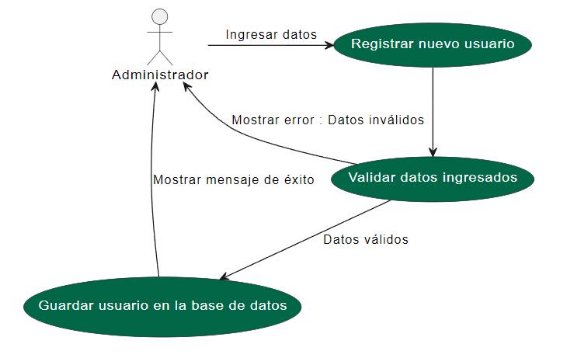 Ingresar datos
Registrar nuevo usuario
Administrador
Mostrar error : Datos inválidos
Validar datos ingresados
Mostrar mensaje de éxito
Datos válidos
Guardar usuario en la base de datos